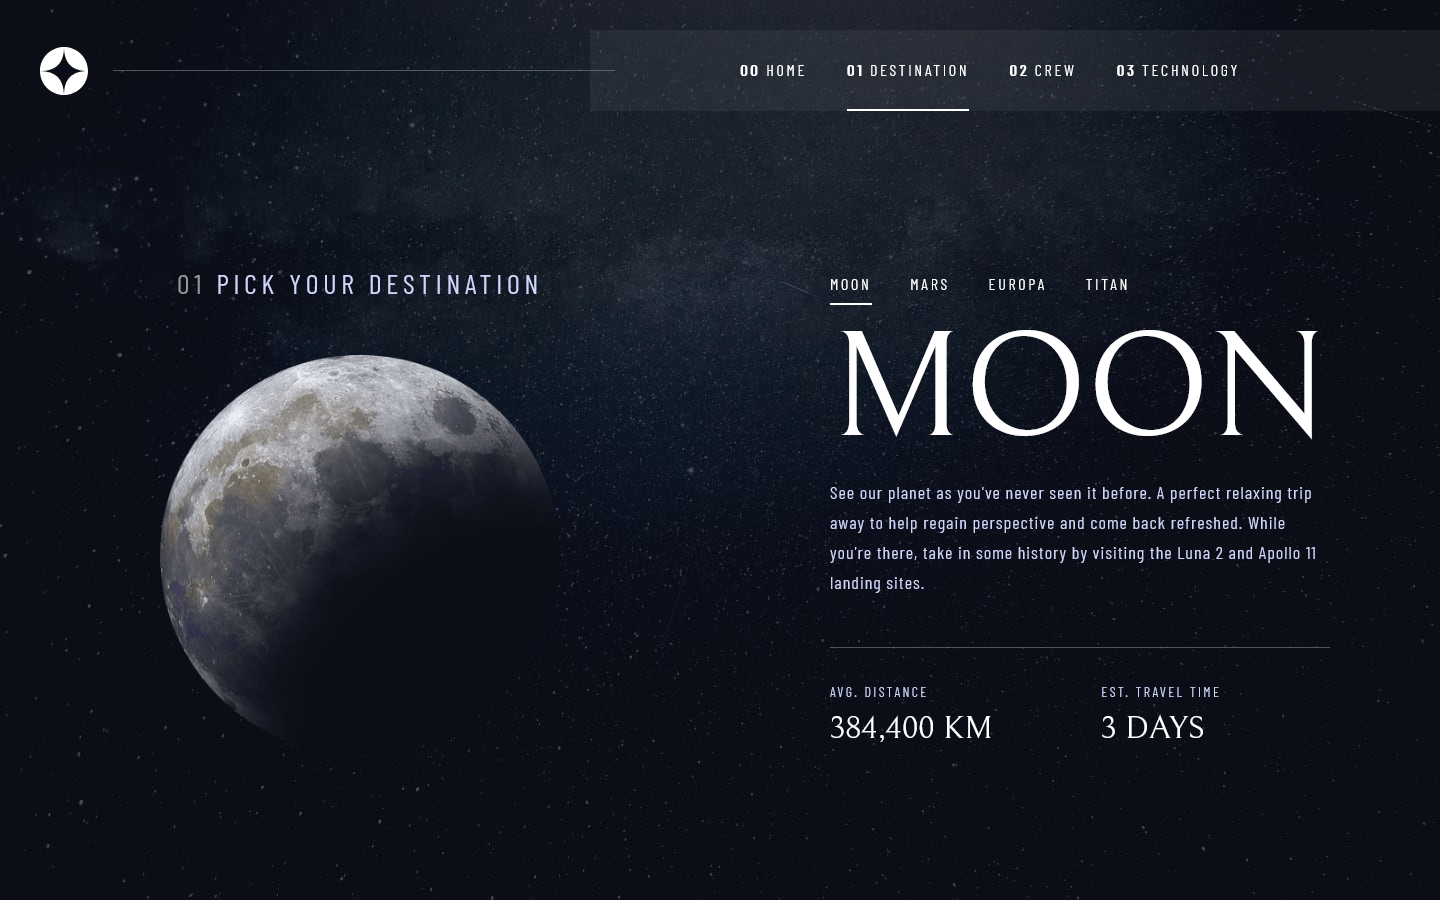 00 HOME 01 DESTINATION 02 CREW 03 TECHNOLOGY
01 PICK YOUR DESTINATION
MOON MARS EUROPA TITAN
MOON
See our planet as you've never seen it before. A perfect relaxing trip
away to help regain perspective and come back refreshed. While
you're there, take in some history by visiting the Luna 2 and Apollo 11
landing sites.
AVG. DISTANCE
384,400 KM
EST. TRAVEL TIME
3 DAYS